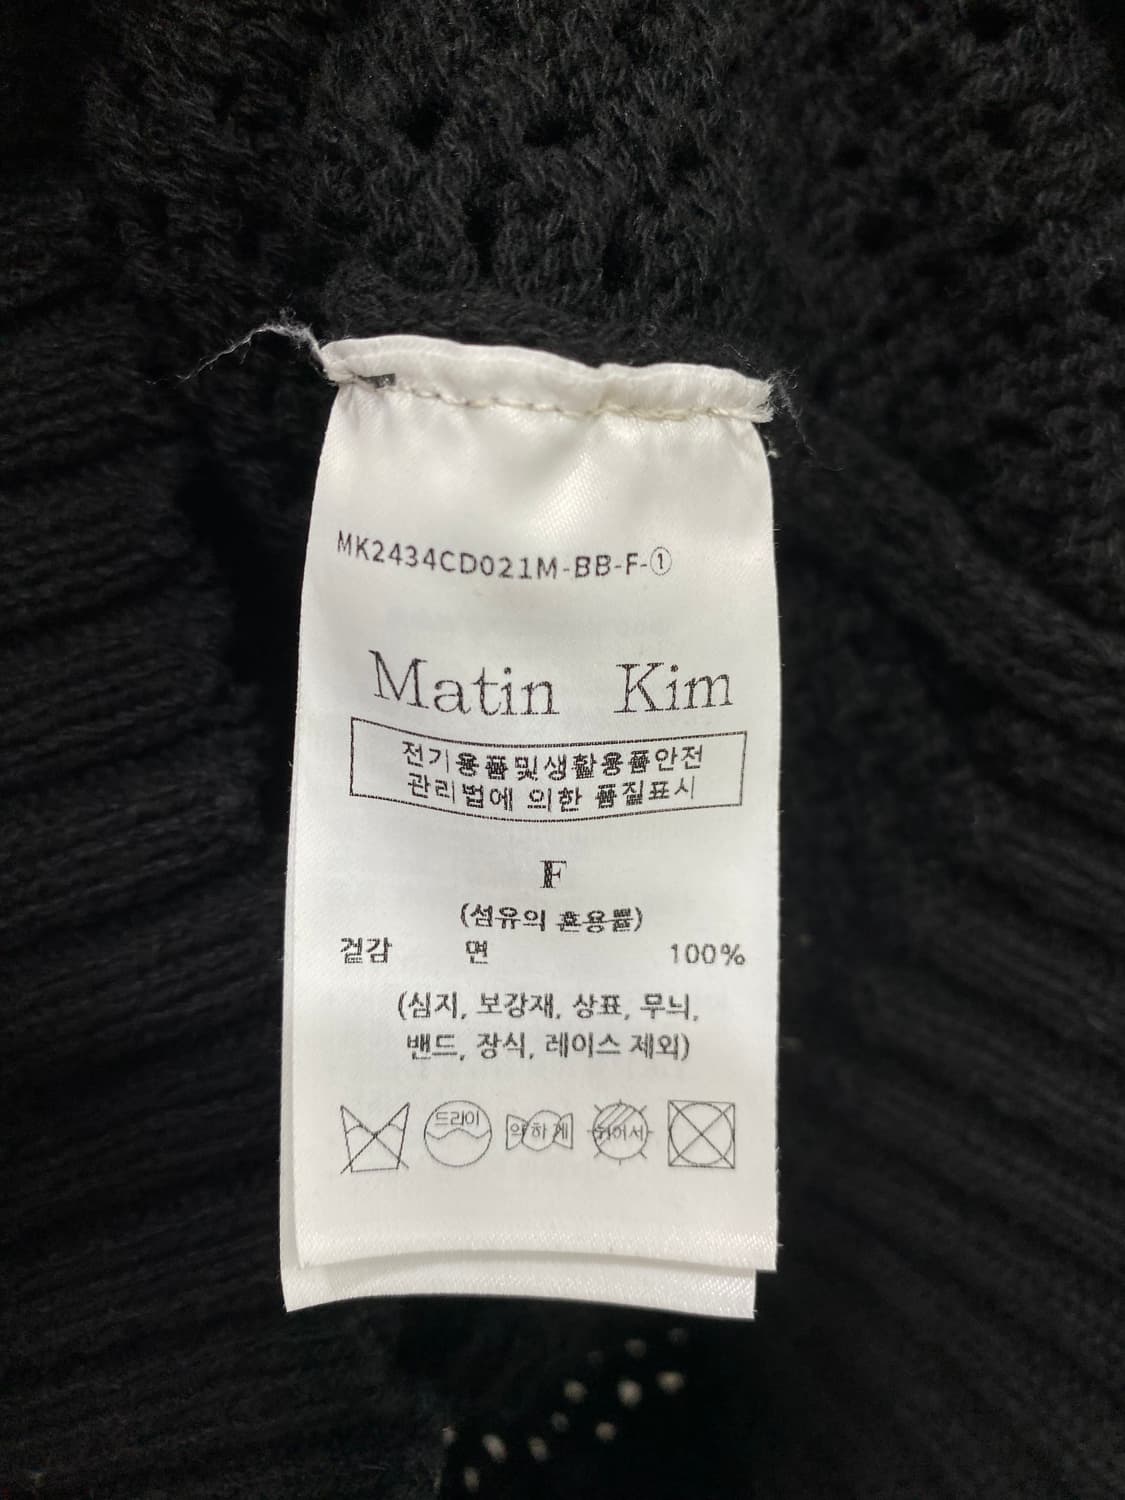 MK2434CD021M-BB-F-①
Matin Kim
전기용품및생활용품안전
관리법에 의한 품질표시
F
(섬유의 혼용률)
겉감 면 100%
(심지, 보강재, 상표, 무늬,
밴드, 장식, 레이스 제외)
드라이 약하게 뉘어서